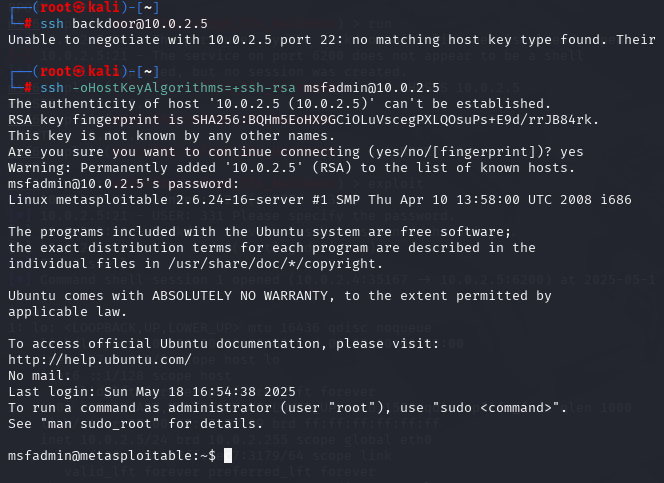 ┌──(root㉿kali)-[~]
└─# ssh backdoor@10.0.2.5
Unable to negotiate with 10.0.2.5 port 22: no matching host key type found. Their
┌──(root㉿kali)-[~]
└─# ssh -oHostKeyAlgorithms=+ssh-rsa msfadmin@10.0.2.5
The authenticity of host '10.0.2.5 (10.0.2.5)' can't be established.
RSA key fingerprint is SHA256:BQHm5EoHX9GCiOLuVscegPXLQOsuPs+E9d/rrJB84rk.
This key is not known by any other names.
Are you sure you want to continue connecting (yes/no/[fingerprint])? yes
Warning: Permanently added '10.0.2.5' (RSA) to the list of known hosts.
msfadmin@10.0.2.5's password:
Linux metasploitable 2.6.24-16-server #1 SMP Thu Apr 10 13:58:00 UTC 2008 i686
The programs included with the Ubuntu system are free software;
the exact distribution terms for each program are described in the
individual files in /usr/share/doc/*/copyright.
Ubuntu comes with ABSOLUTELY NO WARRANTY, to the extent permitted by
applicable law.
To access official Ubuntu documentation, please visit:
http://help.ubuntu.com/
No mail.
Last login: Sun May 18 16:54:38 2025
To run a command as administrator (user "root"), use "sudo <command>".
See "man sudo_root" for details.
msfadmin@metasploitable:~$